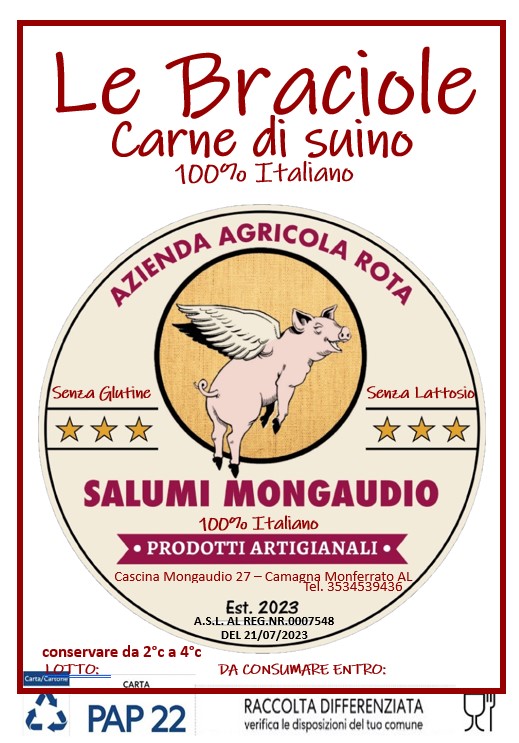 Le Braciole
Carne di suino
100% Italiano
AZIENDA AGRICOLA ROTA
Senza Glutine
Senza Lattosio
SALUMI MONGAUDIO
100% Italiano
• PRODOTTI ARTIGIANALI •
Cascina Mongaudio 27 – Camagna Monferrato AL
Tel. 3534539436
Est. 2023
A.S.L. AL REG.NR.0007548
DEL 21/07/2023
conservare da 2°c a 4°c
LOTTO:
DA CONSUMARE ENTRO:
Carta/Cartone
CARTA
PAP 22
RACCOLTA DIFFERENZIATA
verifica le disposizioni del tuo comune